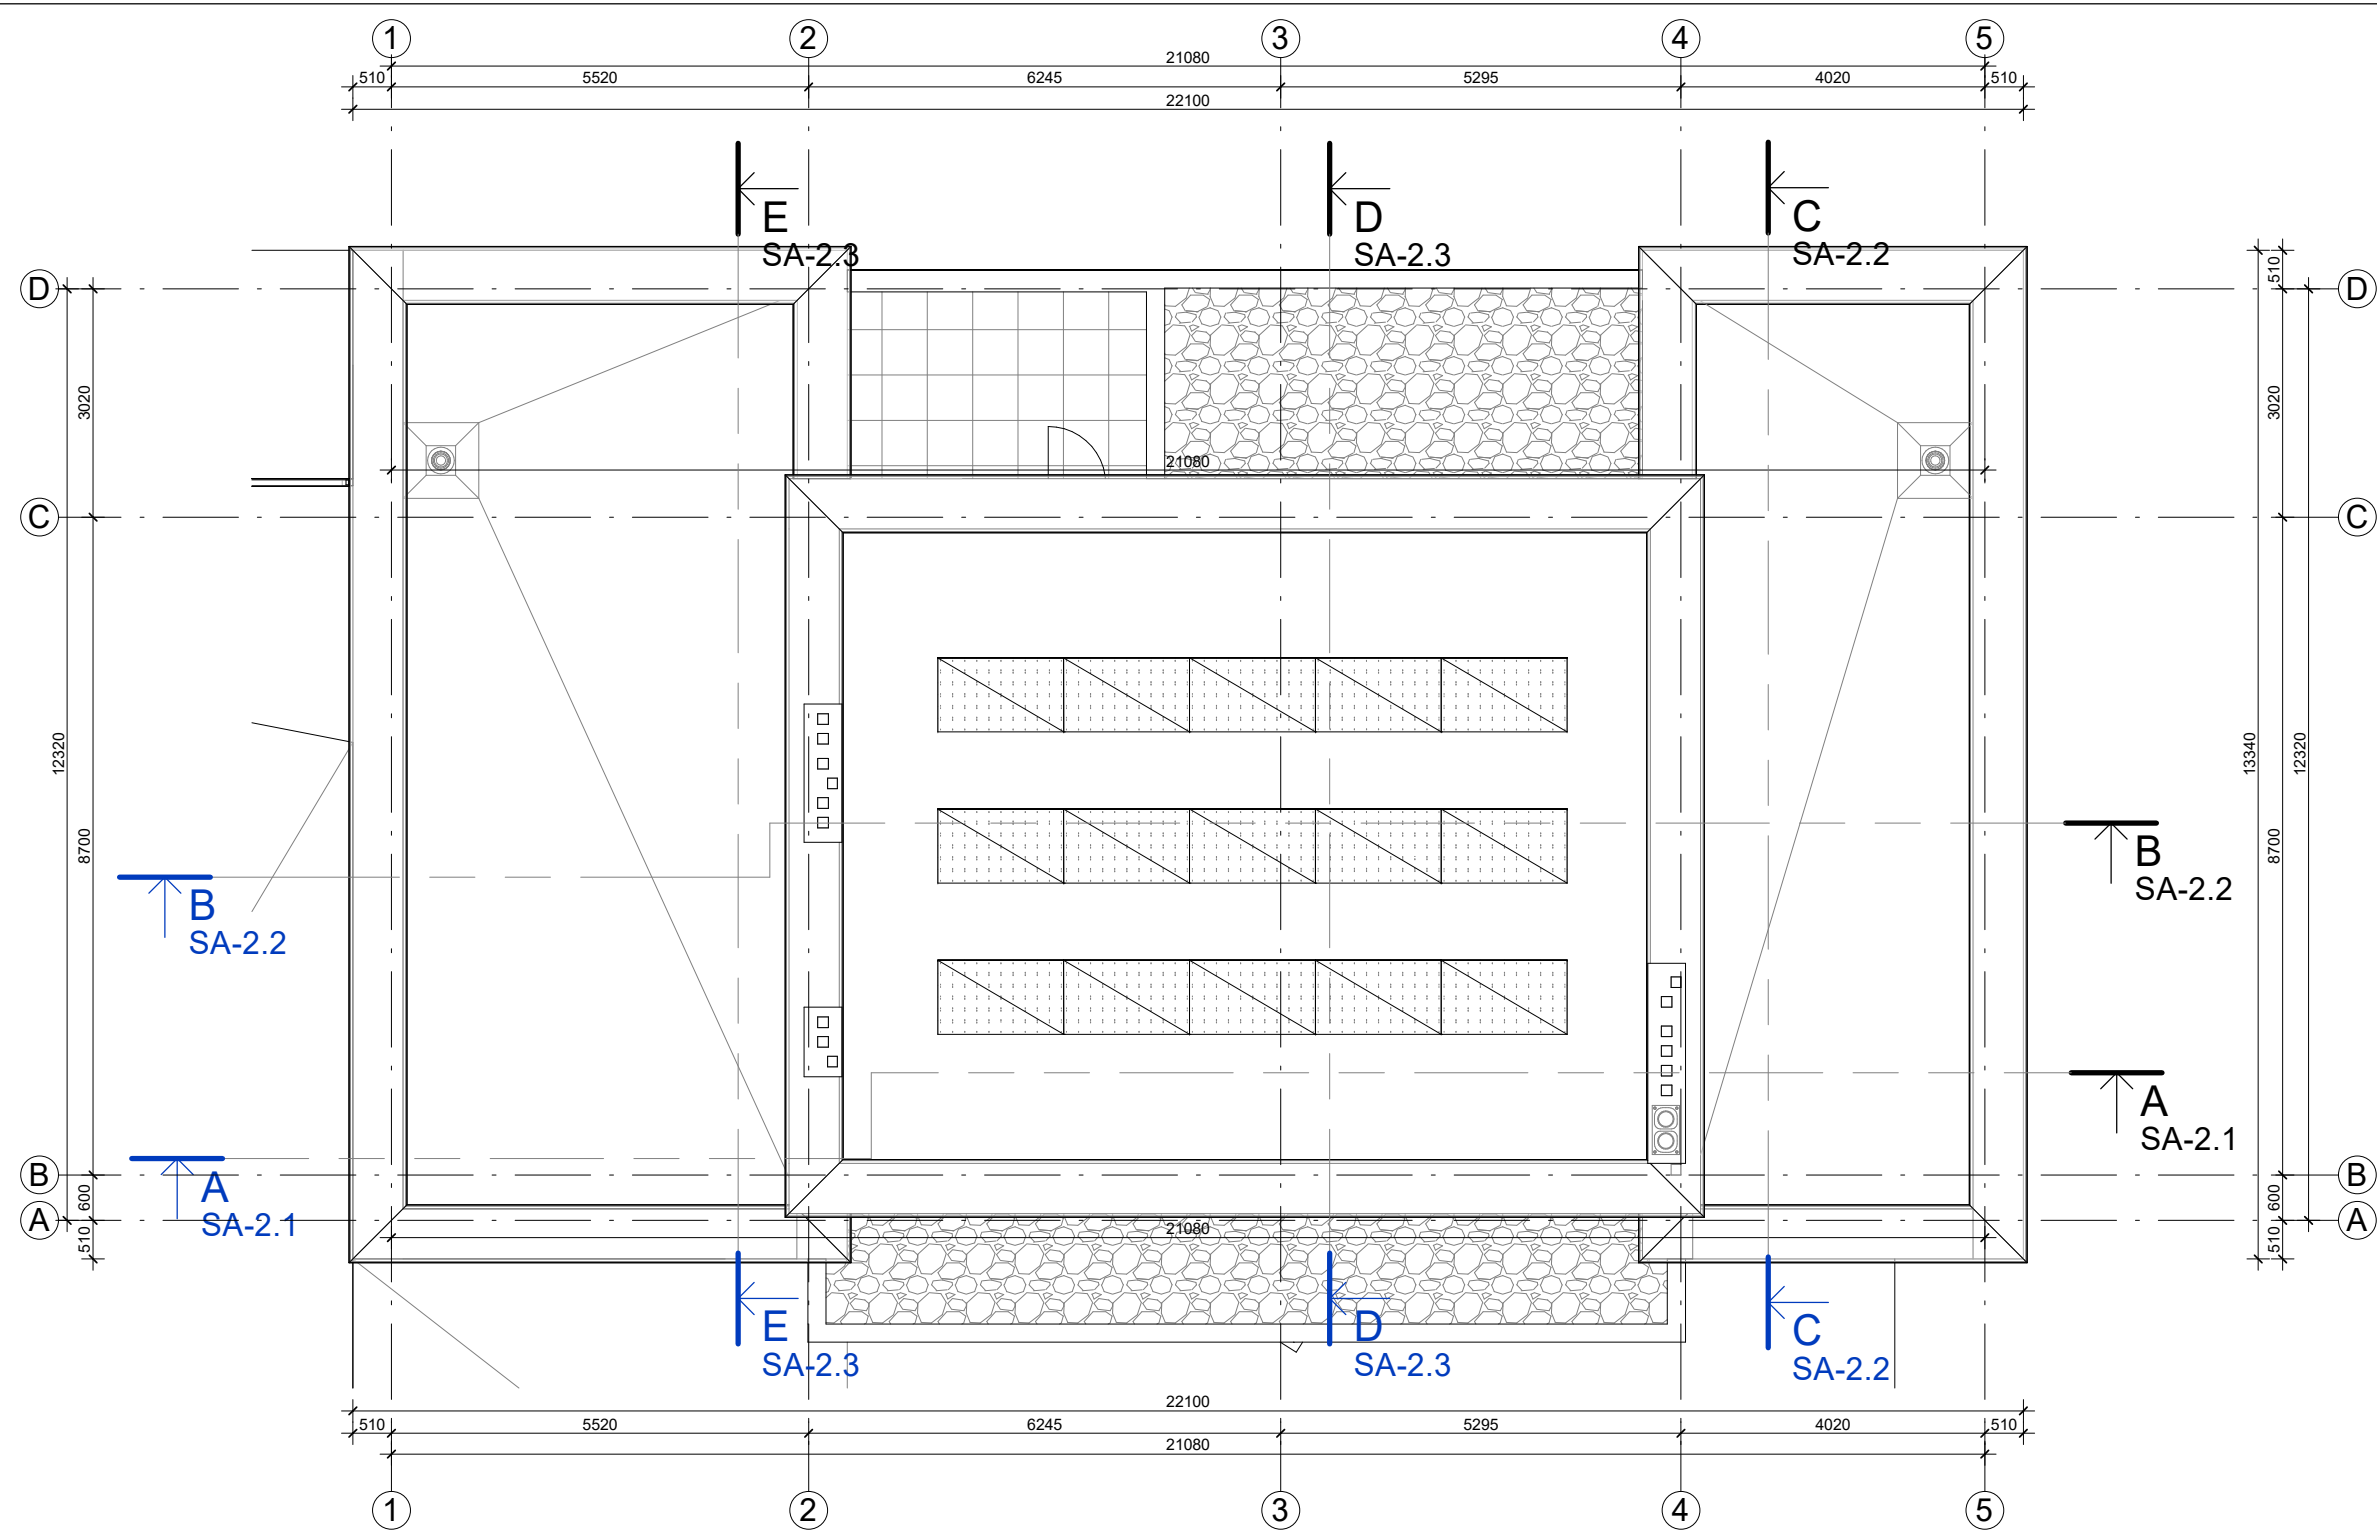 1 2 3 4 5
21080
510 5520 6245 5295 4020 510
22100
E D C
SA-2.3 SA-2.3 SA-2.2
D D
510
3020 3020
21080
C C
12320 13340 12320
8700 8700
B
SA-2.2
B
SA-2.2
A
SA-2.1
B B
A
SA-2.1
600 600
A A
21080
510 510
E D C
SA-2.3 SA-2.3 SA-2.2
22100
510 5520 6245 5295 4020 510
21080
1 2 3 4 5